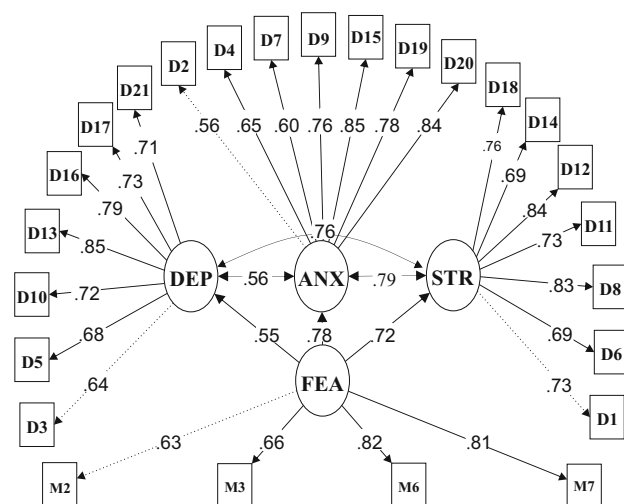 D9
D7
D15
D4
D19
D2
D20
D21
D18
D17
D14
D16
D12
D13
D11
D10
D8
D5
D6
D3
D1
.56
.65
.60
.76
.85
.78
.84
.76
.71
.69
.73
.84
.79
.73
.85
.83
.72
.69
.68
.73
.64
.76
DEP
.56
ANX
.79
STR
.55
.78
.72
FEA
.63
.66
.82
.81
M2
M3
M6
M7